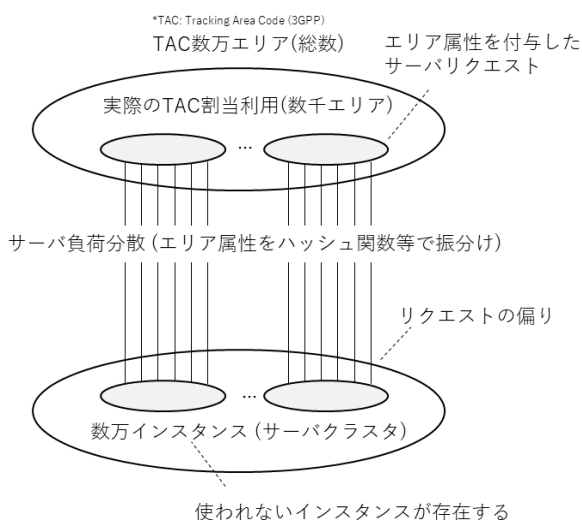 *TAC: Tracking Area Code (3GPP)
TAC数万エリア(総数)
エリア属性を付与した
サーバリクエスト
実際のTAC割当利用(数千エリア)
...
サーバ負荷分散 (エリア属性をハッシュ関数等で振分け)
リクエストの偏り
...
数万インスタンス (サーバクラスタ)
使われないインスタンスが存在する